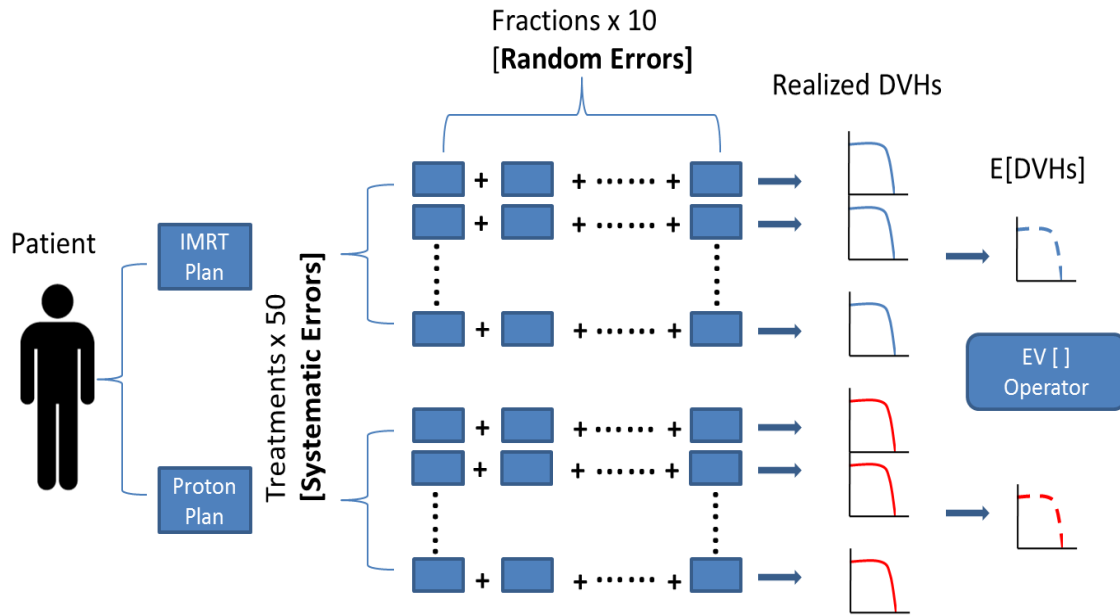 Fractions x 10
[Random Errors]
Realized DVHs
E[DVHs]
Patient
IMRT
Plan
Treatments x 50
[Systematic Errors]
+ + ...... +
+ + ...... +
+ + ...... +
EV [ ]
Operator
Proton
Plan
+ + ...... +
+ + ...... +
+ + ...... +